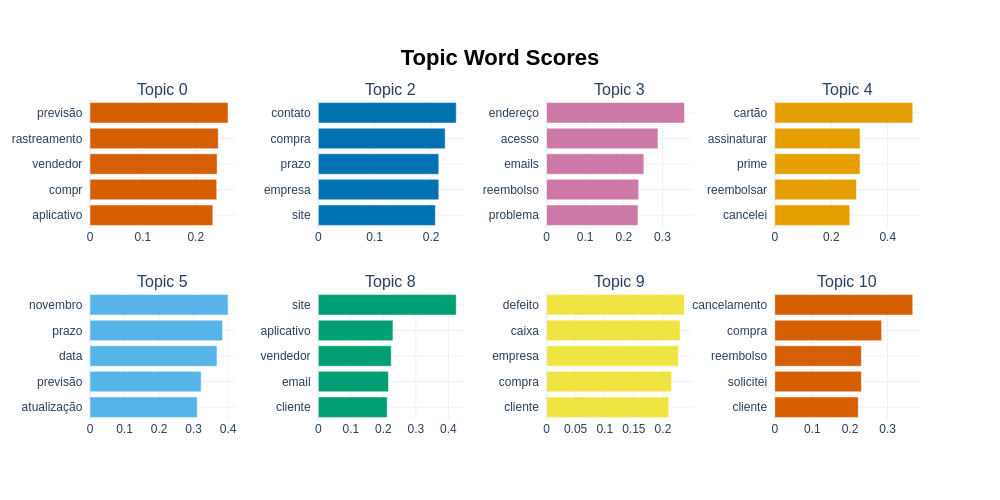 Topic Word Scores
Topic 0
previsão
rastreamento
vendedor
compr
aplicativo
0 0.1 0.2
Topic 2
contato
compra
prazo
empresa
site
0 0.1 0.2
Topic 3
endereço
acesso
emails
reembolso
problema
0 0.1 0.2 0.3
Topic 4
cartão
assinaturar
prime
reembolsar
cancelei
0 0.2 0.4
Topic 5
novembro
prazo
data
previsão
atualização
0 0.1 0.2 0.3 0.4
Topic 8
site
aplicativo
vendedor
email
cliente
0 0.1 0.2 0.3 0.4
Topic 9
defeito
caixa
empresa
compra
cliente
0 0.05 0.1 0.15 0.2
Topic 10
cancelamento
compra
reembolso
solicitei
cliente
0 0.1 0.2 0.3